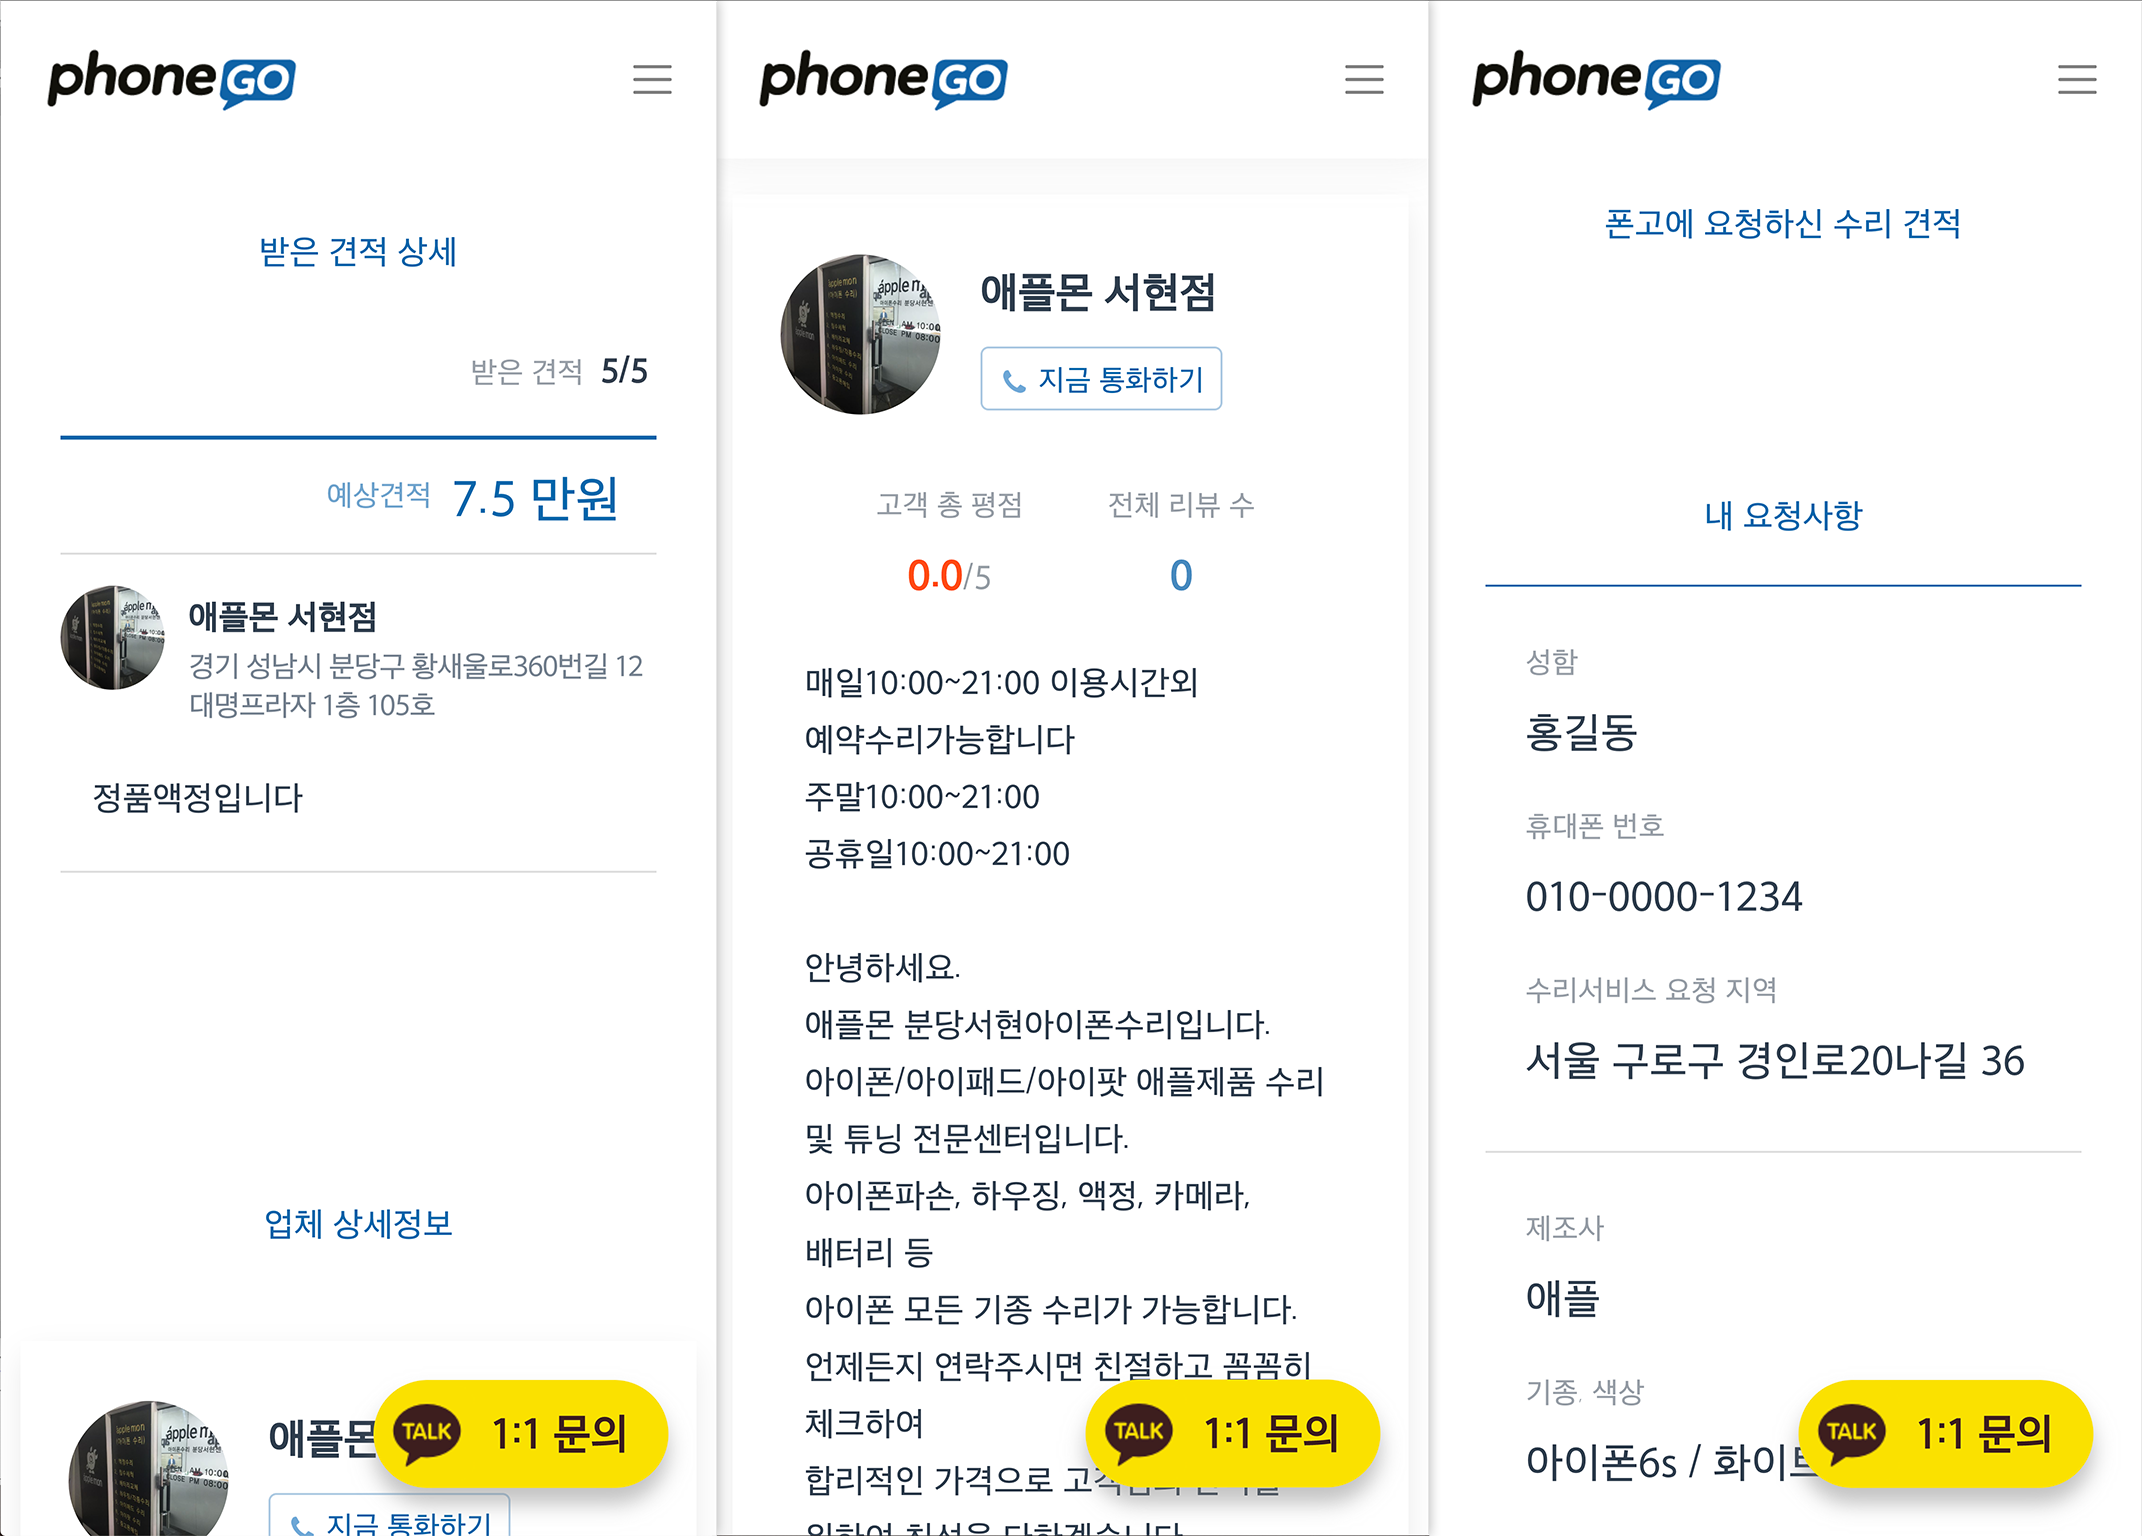 phoneGO
받은 견적 상세
받은 견적 5/5
예상견적 7.5 만원
애플몬 서현점
경기 성남시 분당구 황새울로360번길 12
대명프라자 1층 105호
정품액정입니다
업체 상세정보
애플몬
지금 통화하기
TALK 1:1 문의
phoneGO
애플몬 서현점
지금 통화하기
고객 총 평점
전체 리뷰 수
0.0/5
0
매일10:00~21:00 이용시간외
예약수리가능합니다
주말10:00~21:00
공휴일10:00~21:00
안녕하세요.
애플몬 분당서현아이폰수리입니다.
아이폰/아이패드/아이팟 애플제품 수리
및 튜닝 전문센터입니다.
아이폰파손, 하우징, 액정, 카메라,
배터리 등
아이폰 모든 기종 수리가 가능합니다.
언제든지 연락주시면 친절하고 꼼꼼히
체크하여
합리적인 가격으로
TALK 1:1 문의
phoneGO
폰고에 요청하신 수리 견적
내 요청사항
성함
홍길동
휴대폰 번호
010-0000-1234
수리서비스 요청 지역
서울 구로구 경인로20나길 36
제조사
애플
기종, 색상
아이폰6s / 화이트
TALK 1:1 문의